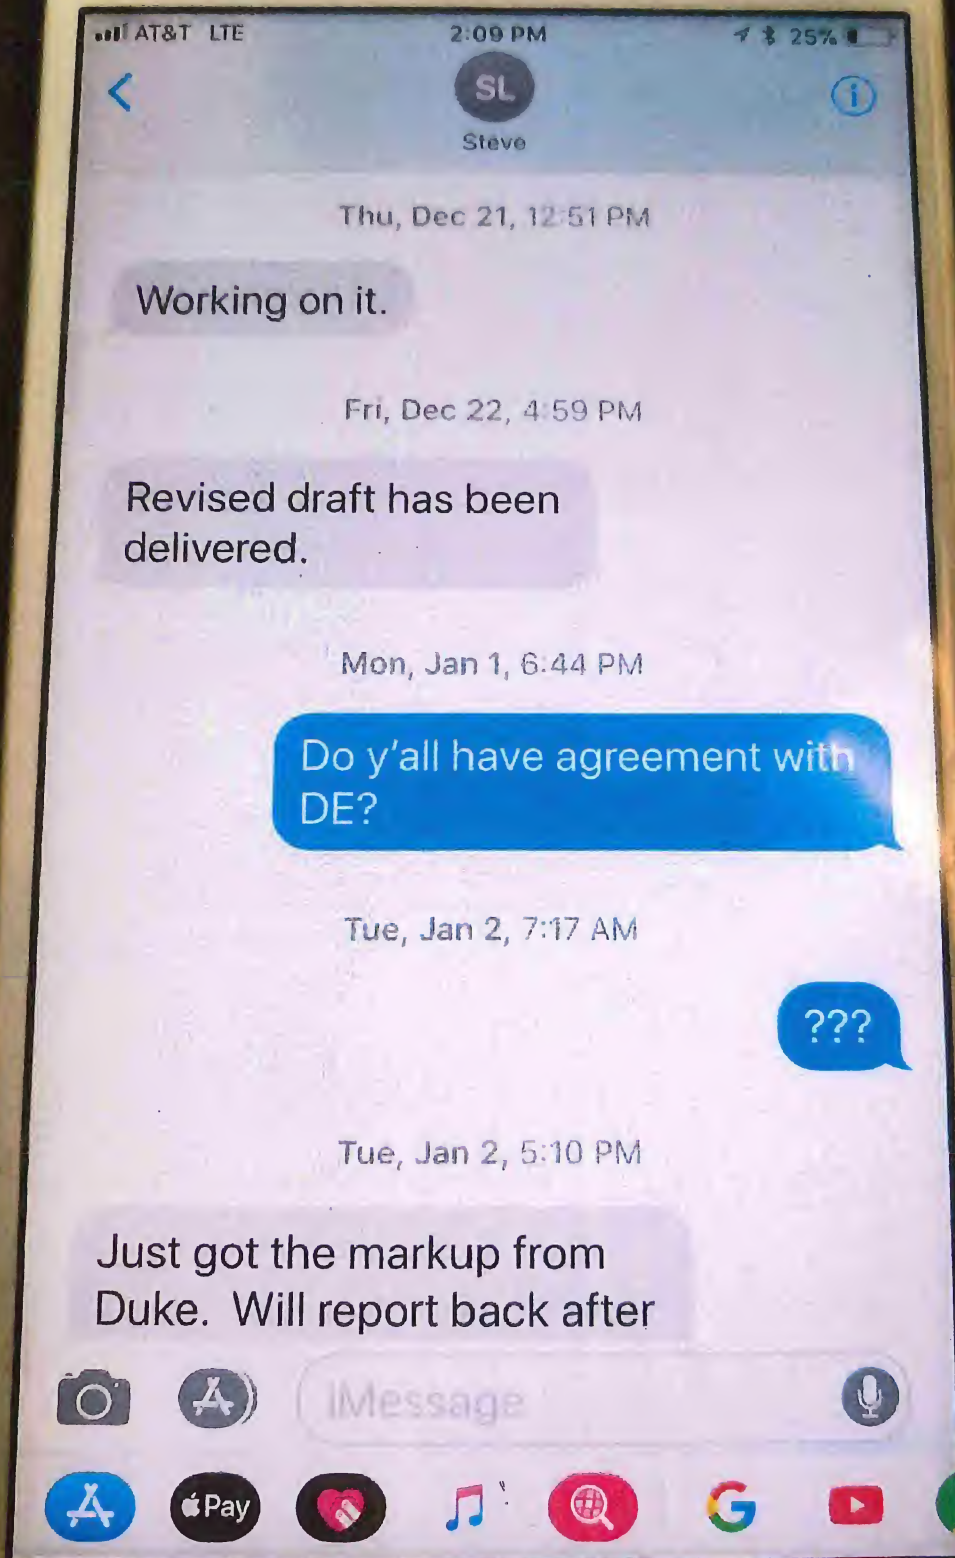 AT&T LTE 2:09 PM 25%
SL
Steve
Thu, Dec 21, 12:51 PM
Working on it.
Fri, Dec 22, 4:59 PM
Revised draft has been
delivered.
Mon, Jan 1, 6:44 PM
Do y'all have agreement with
DE?
Tue, Jan 2, 7:17 AM
???
Tue, Jan 2, 5:10 PM
Just got the markup from
Duke. Will report back after
iMessage
Pay
G